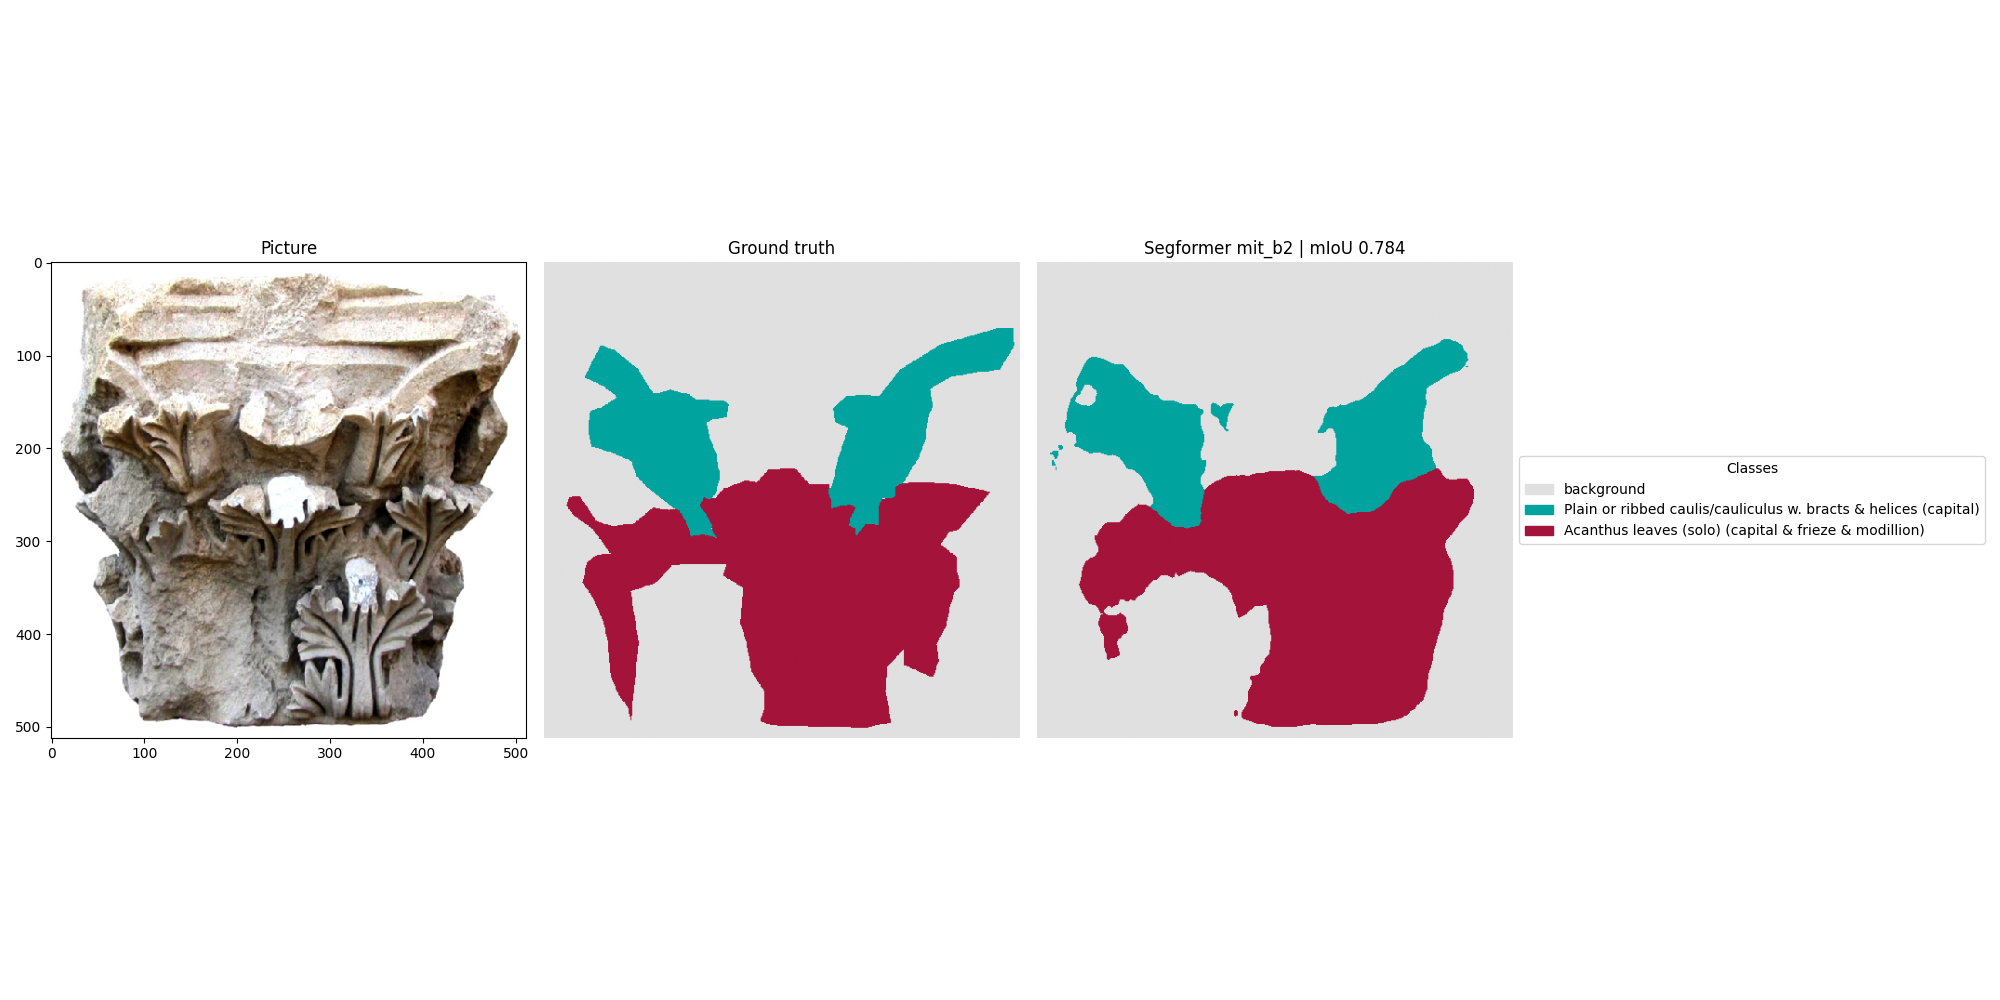 Picture
Ground truth
Segformer mit_b2 | mIoU 0.784
0
100
200
300
400
500
0 100 200 300 400 500
Classes
background
Plain or ribbed caulis/cauliculus w. bracts & helices (capital)
Acanthus leaves (solo) (capital & frieze & modillion)